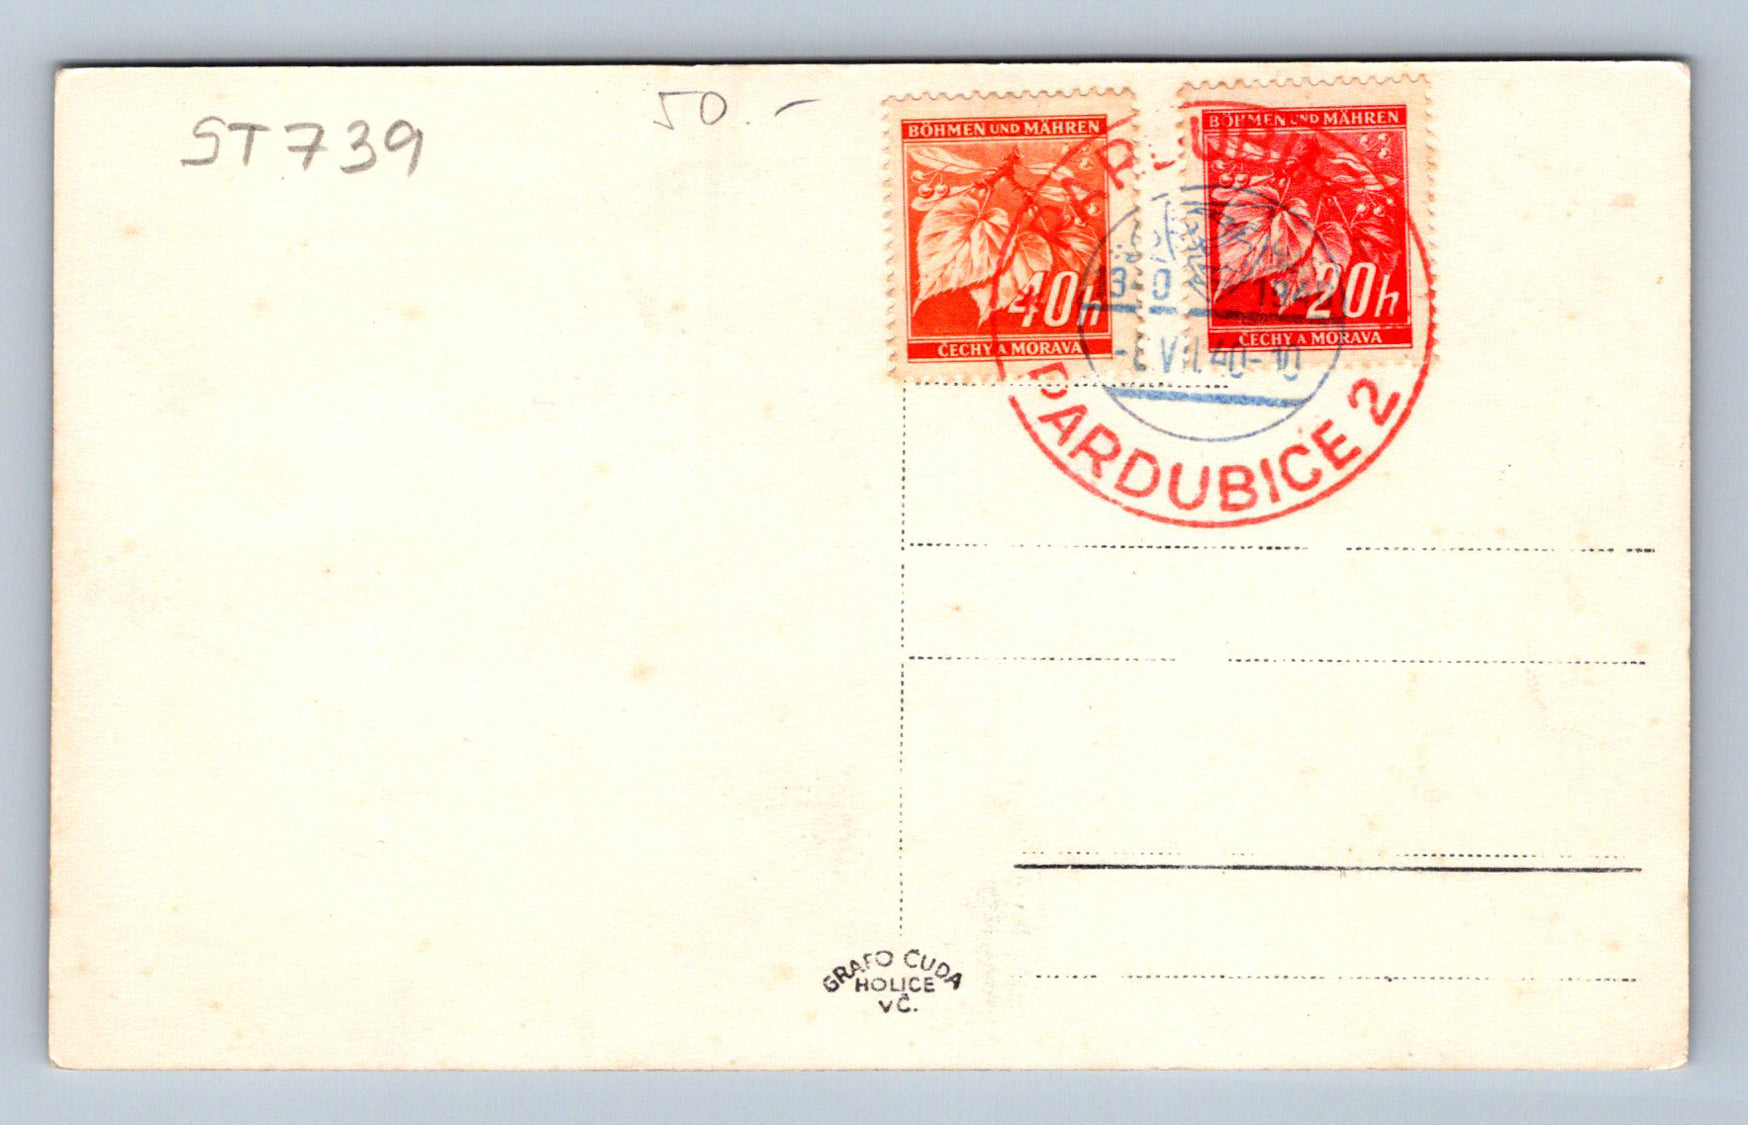 ST739
50.-
BÖHMEN UND MÄHREN
40h
ČECHY A MORAVA
BÖHMEN UND MÄHREN
20h
ČECHY A MORAVA
PARDUBICE 2
GRAFO ČUDA
HOLICE
VČ.